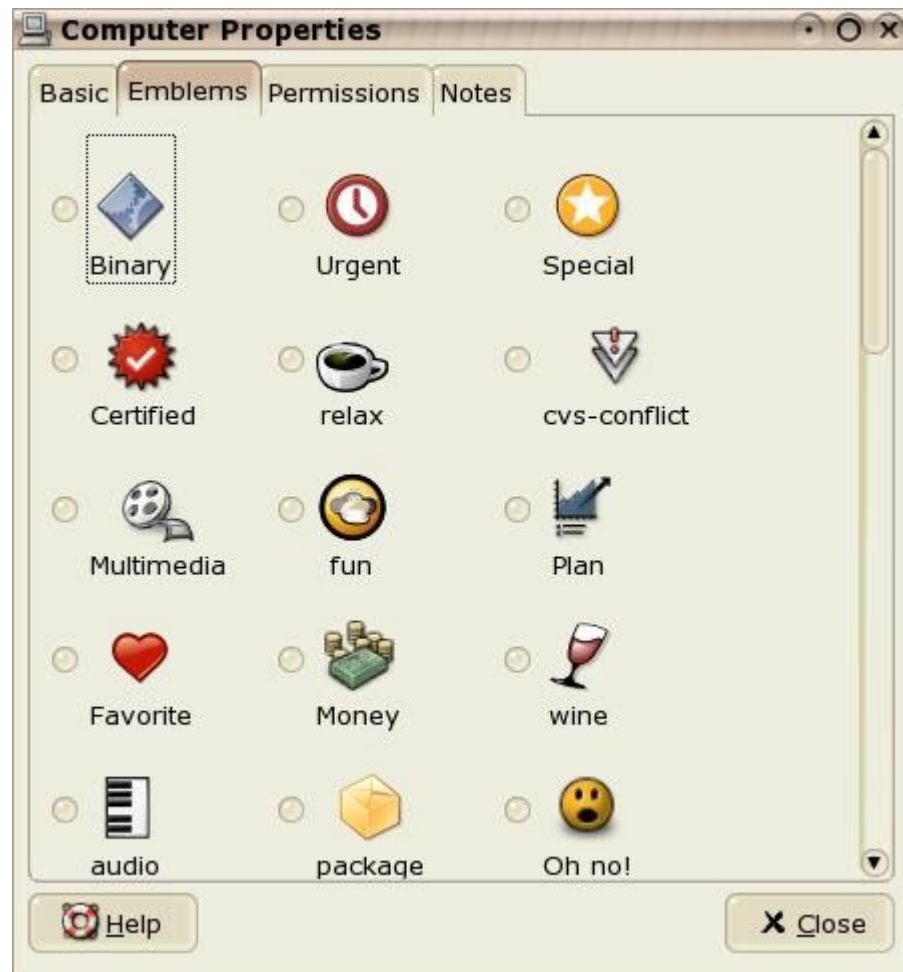 Computer Properties
Basic Emblems Permissions Notes
Binary Urgent Special
Certified relax cvs-conflict
Multimedia fun Plan
Favorite Money wine
audio package Oh no!
Help Close